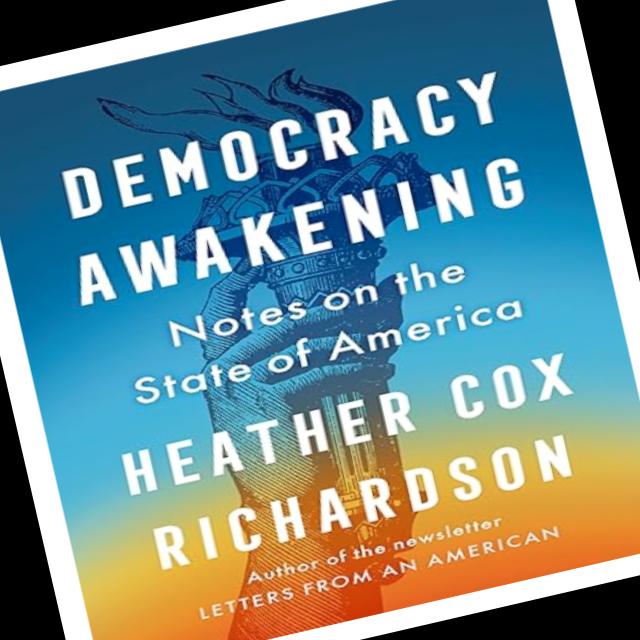 DEMOCRACY
AWAKENING
Notes on the
State of America
HEATHER COX
RICHARDSON
Author of the newsletter
LETTERS FROM AN AMERICAN